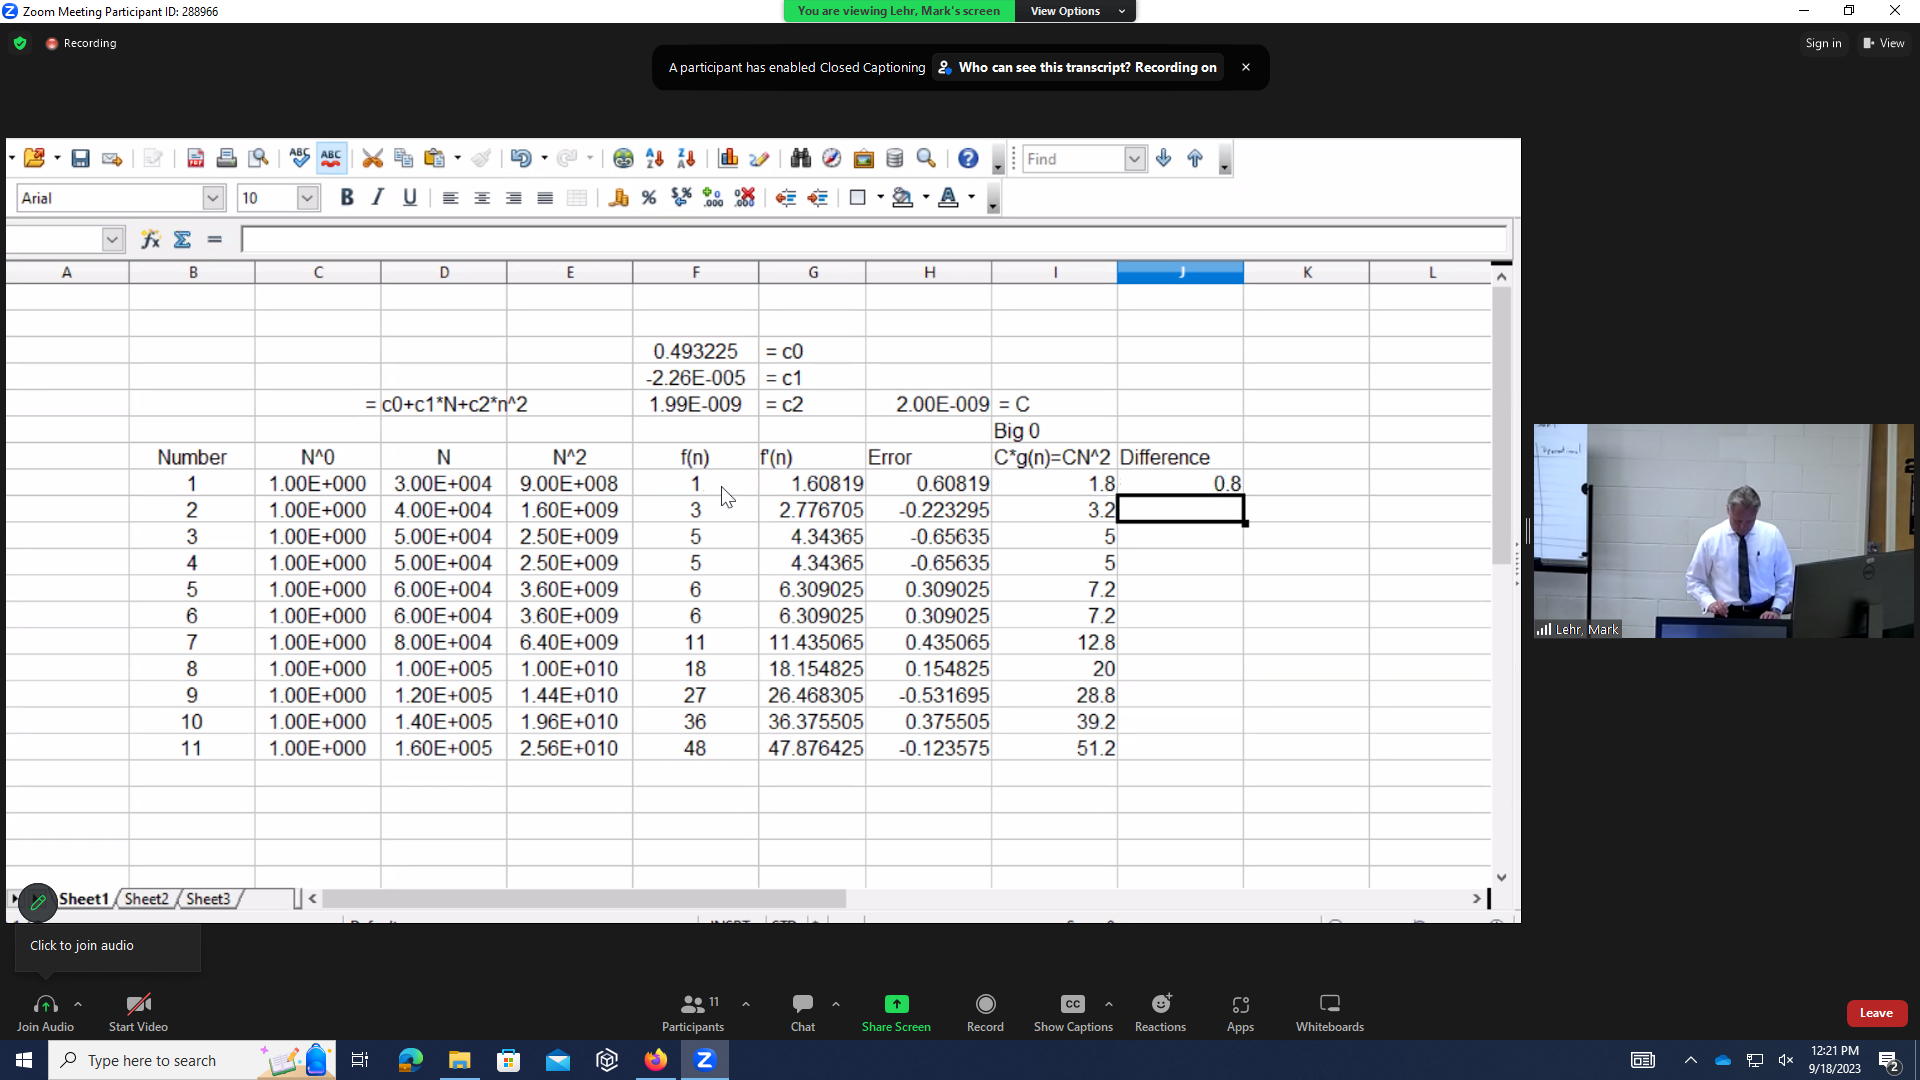 Zoom Meeting Participant ID: 288966
You are viewing Lehr, Mark's screen View Options
Recording
Sign in View
A participant has enabled Closed Captioning Who can see this transcript? Recording on
Find
Arial 10
A B C D E F G H I J K L
0.493225 = c0
-2.26E-005 = c1
= c0+c1*N+c2*n^2 1.99E-009 = c2 2.00E-009 = C
Big 0
Number N^0 N N^2 f(n) f'(n) Error C*g(n)=CN^2 Difference
1 1.00E+000 3.00E+004 9.00E+008 1 1.60819 0.60819 1.8 0.8
2 1.00E+000 4.00E+004 1.60E+009 3 2.776705 -0.223295 3.2
3 1.00E+000 5.00E+004 2.50E+009 5 4.34365 -0.65635 5
4 1.00E+000 5.00E+004 2.50E+009 5 4.34365 -0.65635 5
5 1.00E+000 6.00E+004 3.60E+009 6 6.309025 0.309025 7.2
6 1.00E+000 6.00E+004 3.60E+009 6 6.309025 0.309025 7.2
7 1.00E+000 8.00E+004 6.40E+009 11 11.435065 0.435065 12.8
8 1.00E+000 1.00E+005 1.00E+010 18 18.154825 0.154825 20
9 1.00E+000 1.20E+005 1.44E+010 27 26.468305 -0.531695 28.8
10 1.00E+000 1.40E+005 1.96E+010 36 36.375505 0.375505 39.2
11 1.00E+000 1.60E+005 2.56E+010 48 47.876425 -0.123575 51.2
Lehr, Mark
Sheet1 Sheet2 Sheet3
Click to join audio
Join Audio Start Video Participants 11 Chat Share Screen Record Show Captions Reactions Apps Whiteboards Leave
Type here to search
12:21 PM
9/18/2023
2